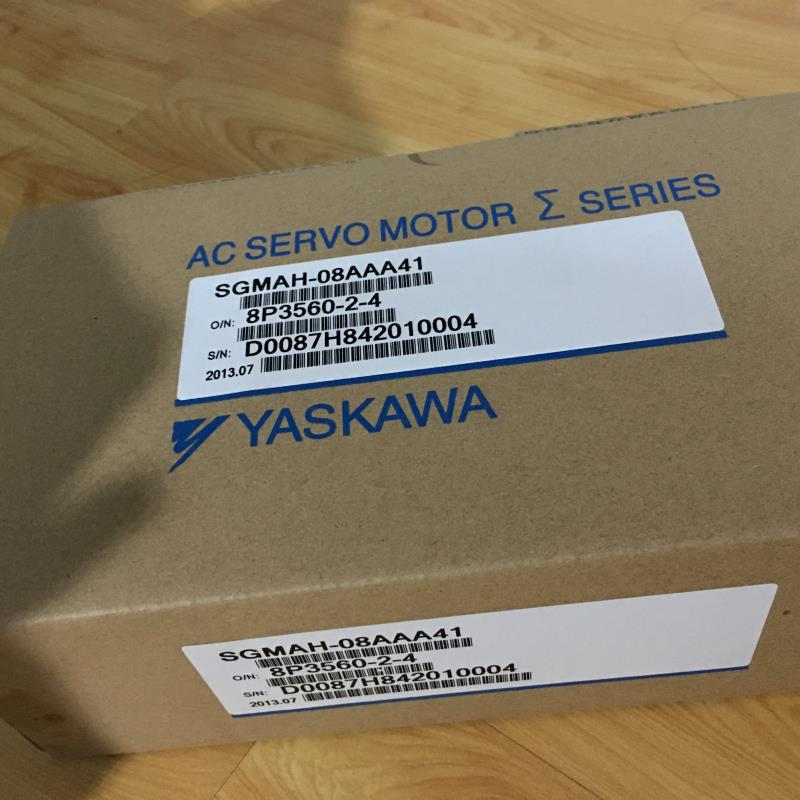 AC SERVO MOTOR Σ SERIES
SGMAH-08AAA41
O/N: 8P3560-2-4
S/N: D0087H842010004
2013.07
YASKAWA
SGMAH-08AAA41
O/N: 8P3560-2-4
S/N: D0087H842010004
2013.07